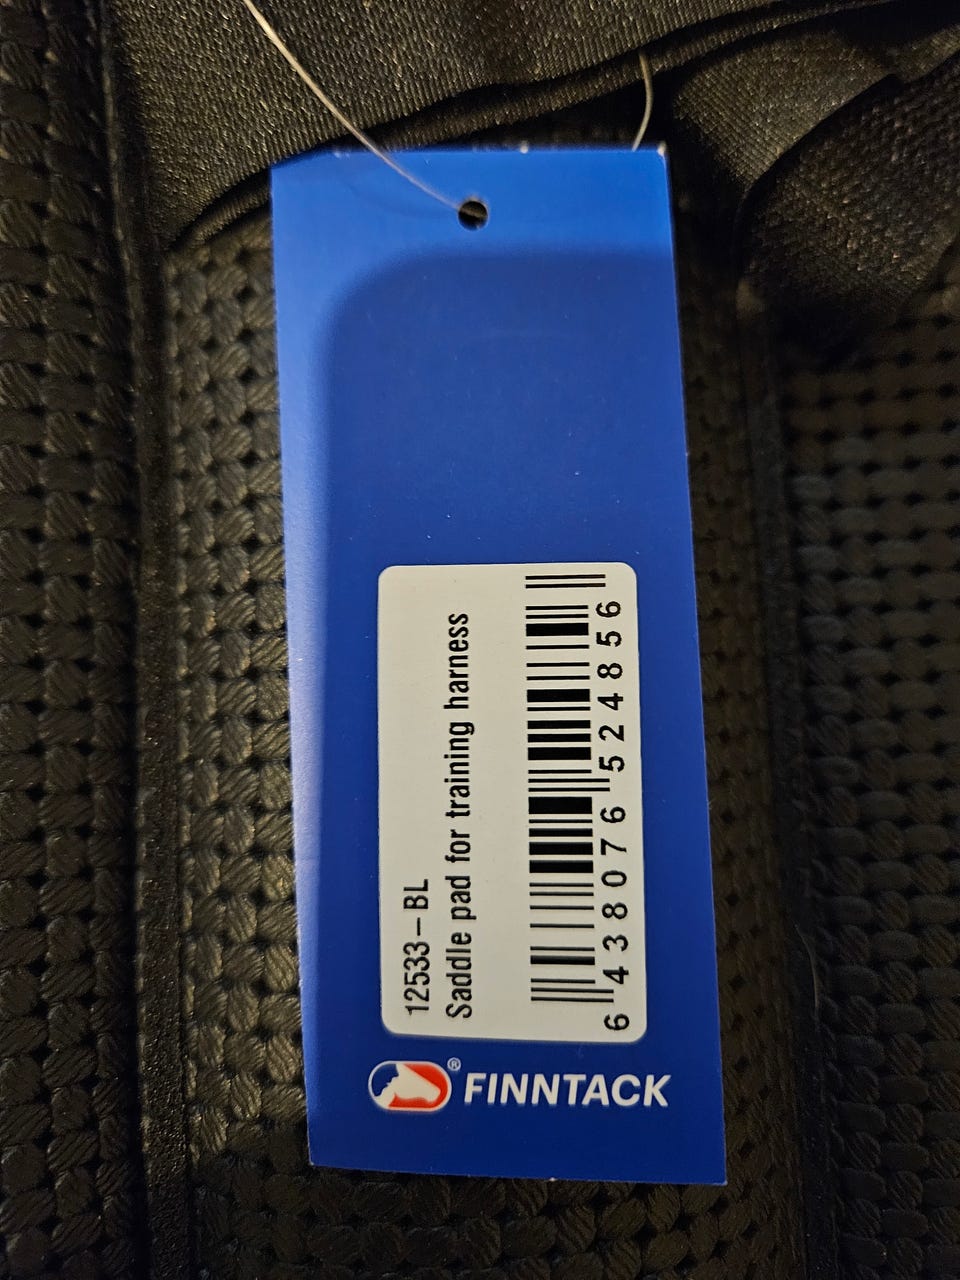 12533-BL
Saddle pad for training harness
6 438076 524856
® FINNTACK